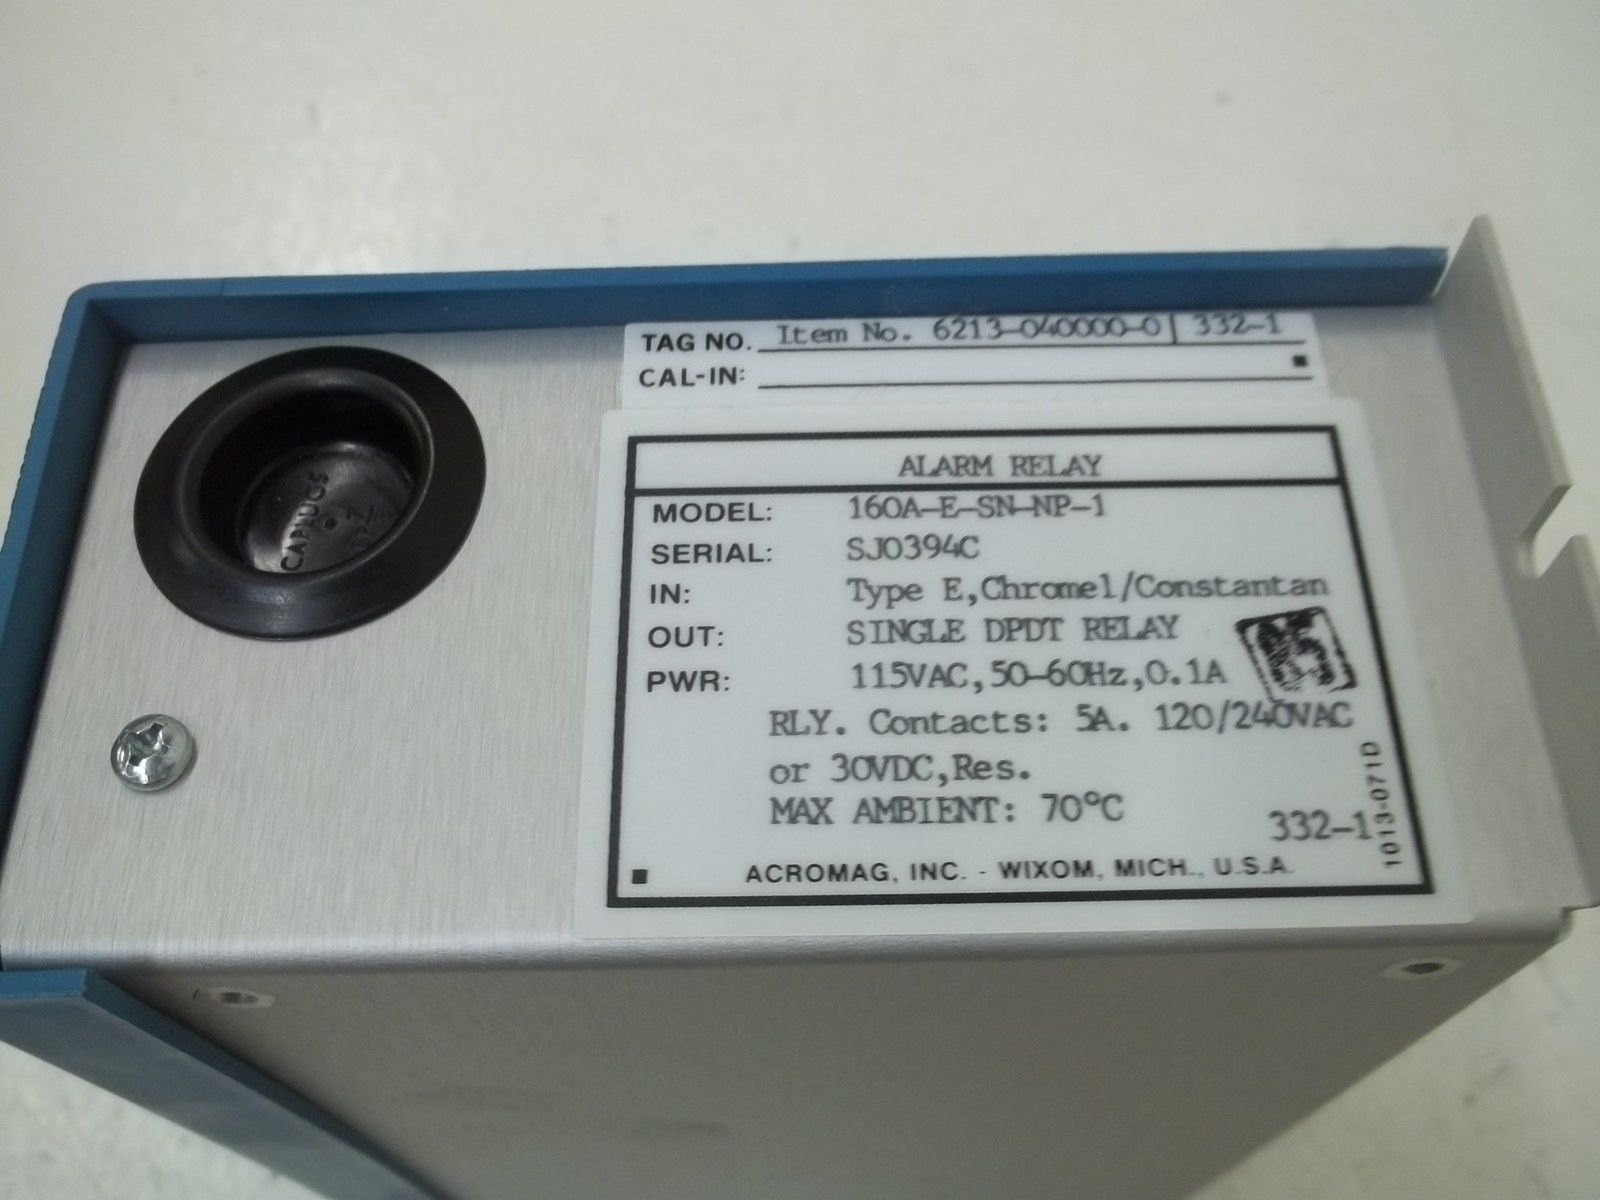 TAG NO. Item No. 6213-040000-0 | 332-1
CAL-IN:
ALARM RELAY
MODEL: 160A-E-SN-NP-1
SERIAL: SJ0394C
IN: Type E,Chromel/Constantan
OUT: SINGLE DPDT RELAY
PWR: 115VAC,50-60Hz,0.1A
RLY. Contacts: 5A. 120/240VAC
or 30VDC,Res.
MAX AMBIENT: 70°C
332-1
1013-071D
ACROMAG, INC. - WIXOM, MICH., U.S.A.
CAPLUGS